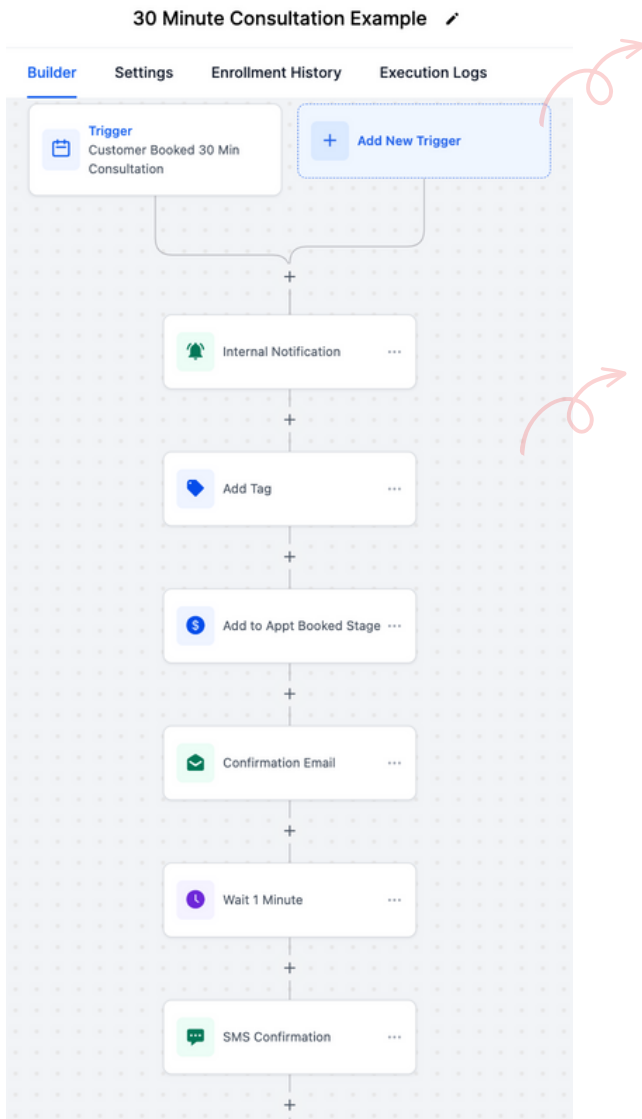 30 Minute Consultation Example
Builder Settings Enrollment History Execution Logs
Trigger
Customer Booked 30 Min
Consultation
+ Add New Trigger
+
Internal Notification ...
+
Add Tag ...
+
$ Add to Appt Booked Stage ...
+
Confirmation Email ...
+
Wait 1 Minute ...
+
SMS Confirmation ...
+